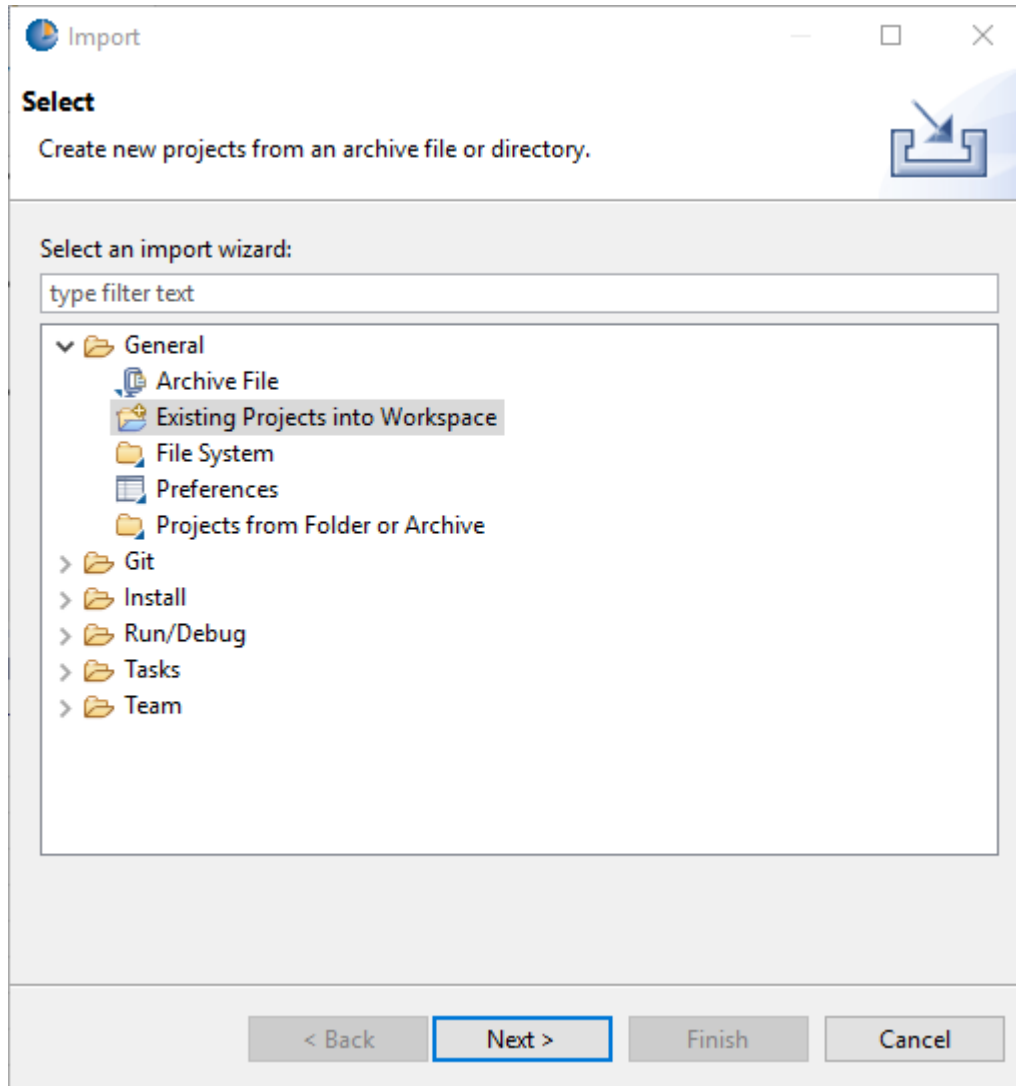 Import
Select
Create new projects from an archive file or directory.
Select an import wizard:
type filter text
General
Archive File
Existing Projects into Workspace
File System
Preferences
Projects from Folder or Archive
Git
Install
Run/Debug
Tasks
Team
< Back Next > Finish Cancel